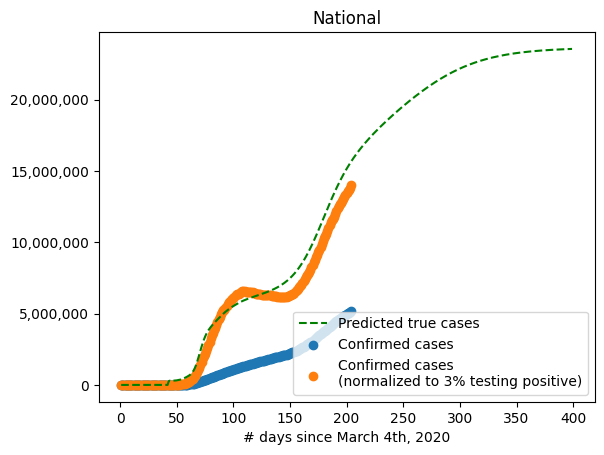 National
20,000,000
15,000,000
10,000,000
5,000,000
0
Predicted true cases
Confirmed cases
Confirmed cases
(normalized to 3% testing positive)
0 50 100 150 200 250 300 350 400
# days since March 4th, 2020